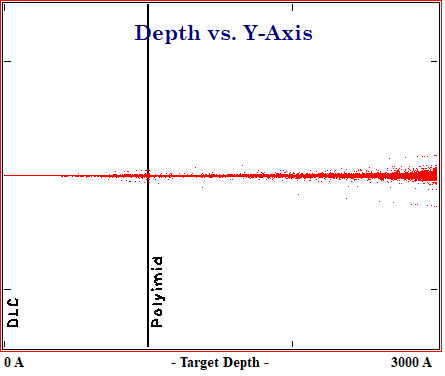 Depth vs. Y-Axis
DLC
Polyimid
0 A
- Target Depth -
3000 A